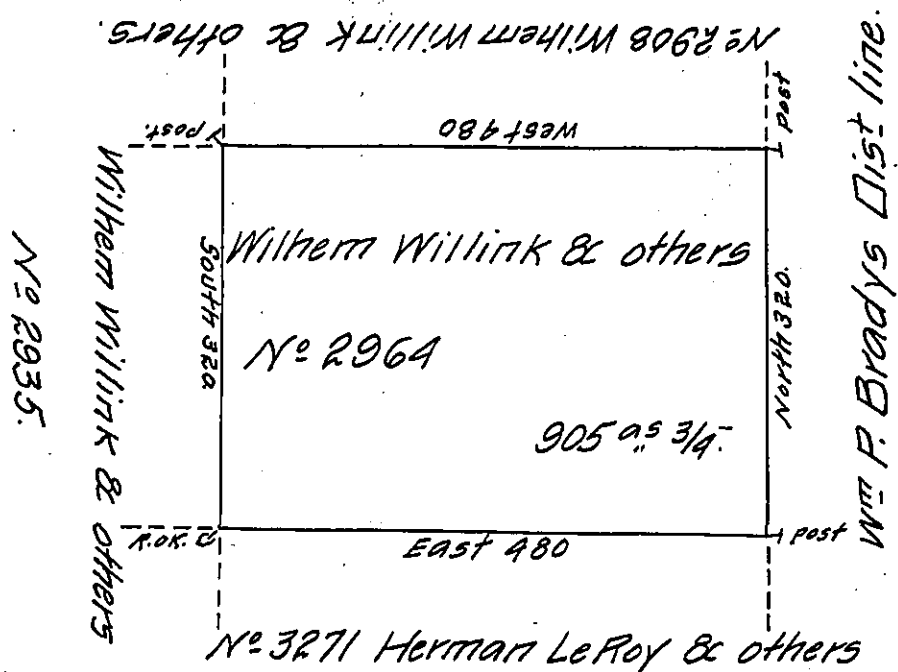 Nº 2908 Wilhem Willink & others.
post.
West 480
post
Wm P. Bradys Dist line.
Nº 2935.
Wilhem Willink & others
South 320
Wilhem Willink & others
Nº 2964
905 as 3/4.
North 320.
East 480
post
Nº 3271 Herman LeRoy & others